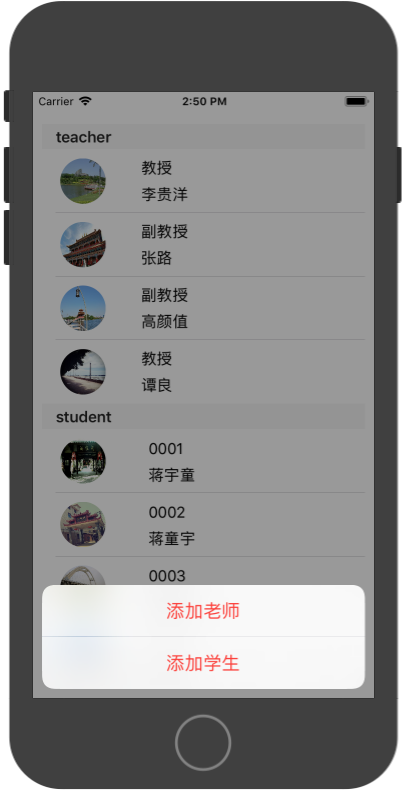 Carrier 2:50 PM
teacher
教授
李贵洋
副教授
张路
副教授
高颜值
教授
谭良
student
0001
蒋宇童
0002
蒋童宇
0003
添加老师
添加学生